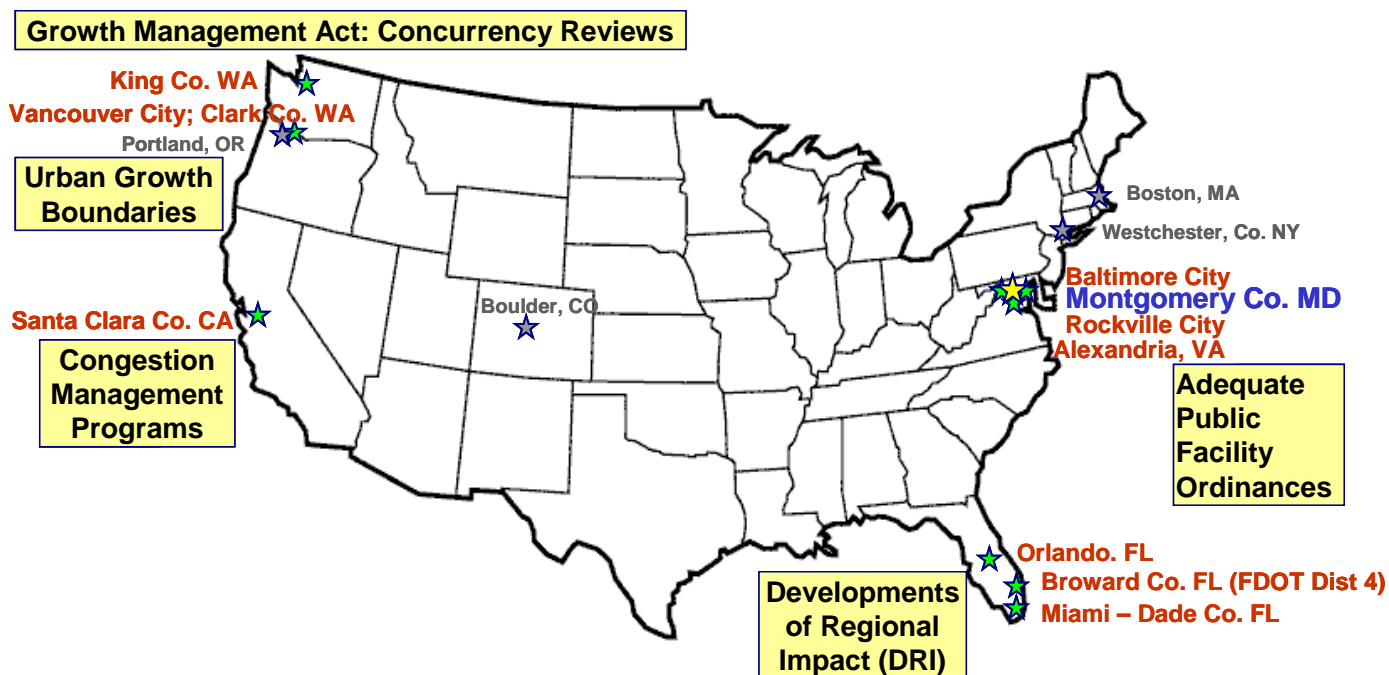 Growth Management Act: Concurrency Reviews
King Co. WA
Vancouver City; Clark Co. WA
Portland, OR
Urban Growth
Boundaries
Santa Clara Co. CA
Congestion
Management
Programs
Boulder, CO
Boston, MA
Westchester, Co. NY
Baltimore City
Montgomery Co. MD
Rockville City
Alexandria, VA
Adequate
Public
Facility
Ordinances
Orlando. FL
Broward Co. FL (FDOT Dist 4)
Miami – Dade Co. FL
Developments
of Regional
Impact (DRI)